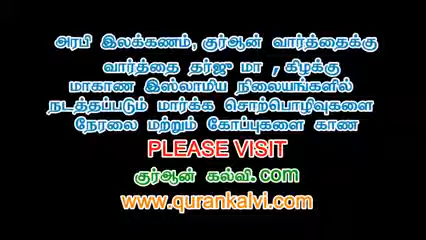 அரபி இலக்கணம், குர்ஆன் வார்த்தைக்கு
வார்த்தை தர்ஜு மா , கிழக்கு
மாகாண இஸ்லாமிய நிலையங்களில்
நடத்தப்படும் மார்க்க சொற்பொழிவுகளை
நேரலை மற்றும் கோப்புகளை காண
PLEASE VISIT
குர்ஆன் கல்வி. com
www.qurankalvi.com